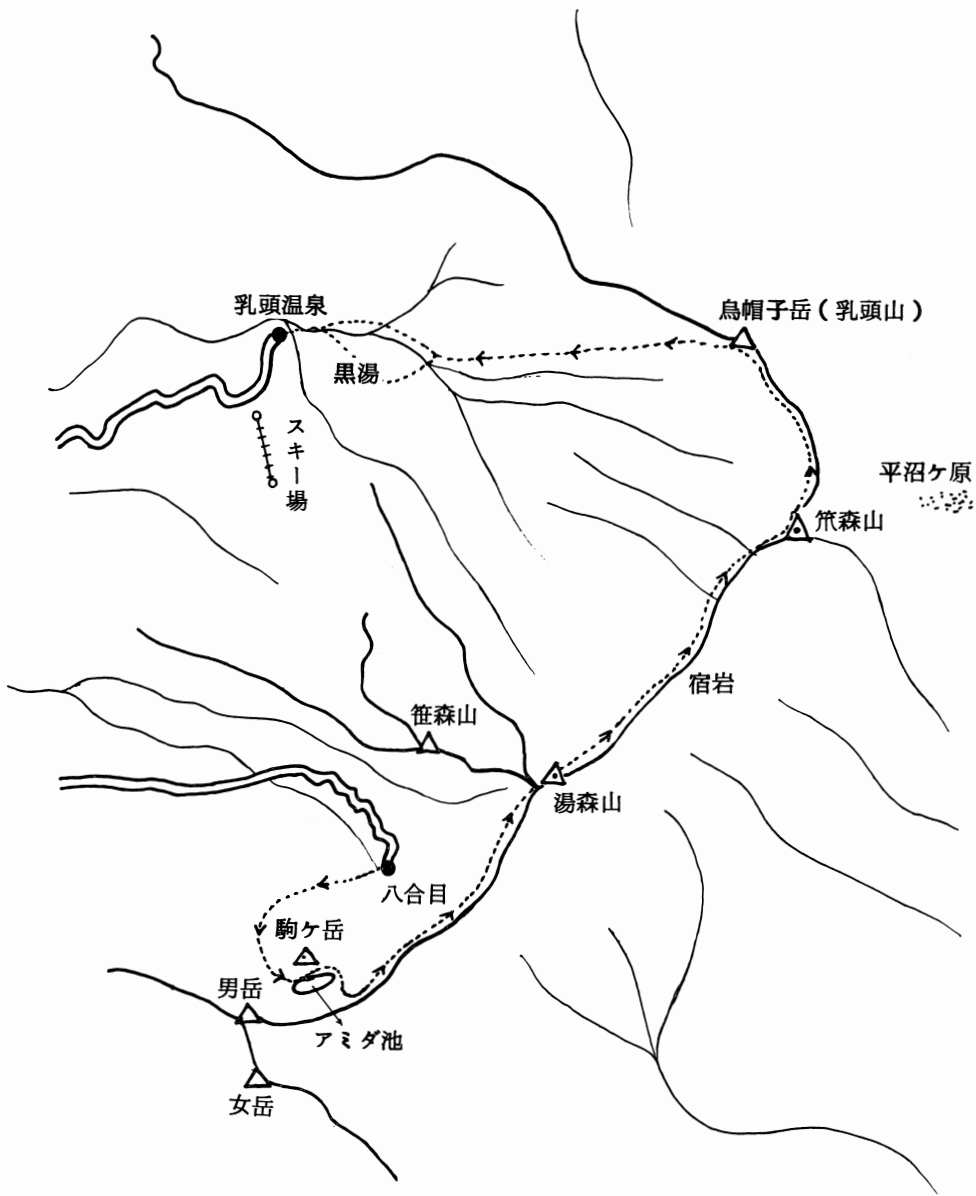 乳頭温泉
烏帽子岳(乳頭山)
黒湯
スキー場
平沼ケ原
笊森山
宿岩
笹森山
湯森山
八合目
駒ケ岳
男岳
アミダ池
女岳